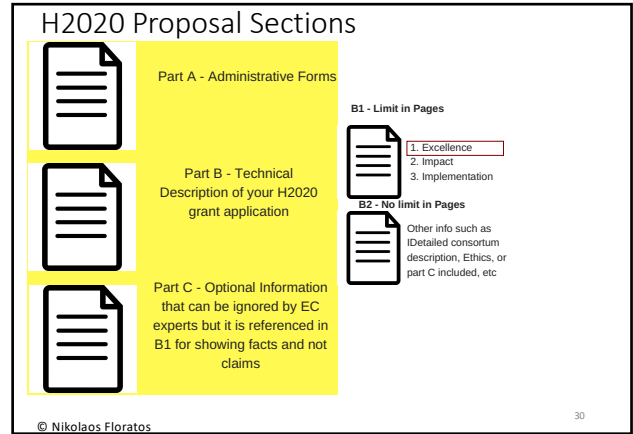 H2020 Proposal Sections
Part A - Administrative Forms
Part B - Technical
Description of your H2020
grant application
Part C - Optional Information
that can be ignored by EC
experts but it is referenced in
B1 for showing facts and not
claims
B1 - Limit in Pages
1. Excellence
2. Impact
3. Implementation
B2 - No limit in Pages
Other info such as
IDetailed consortum
description, Ethics, or
part C included, etc
© Nikolaos Floratos
30